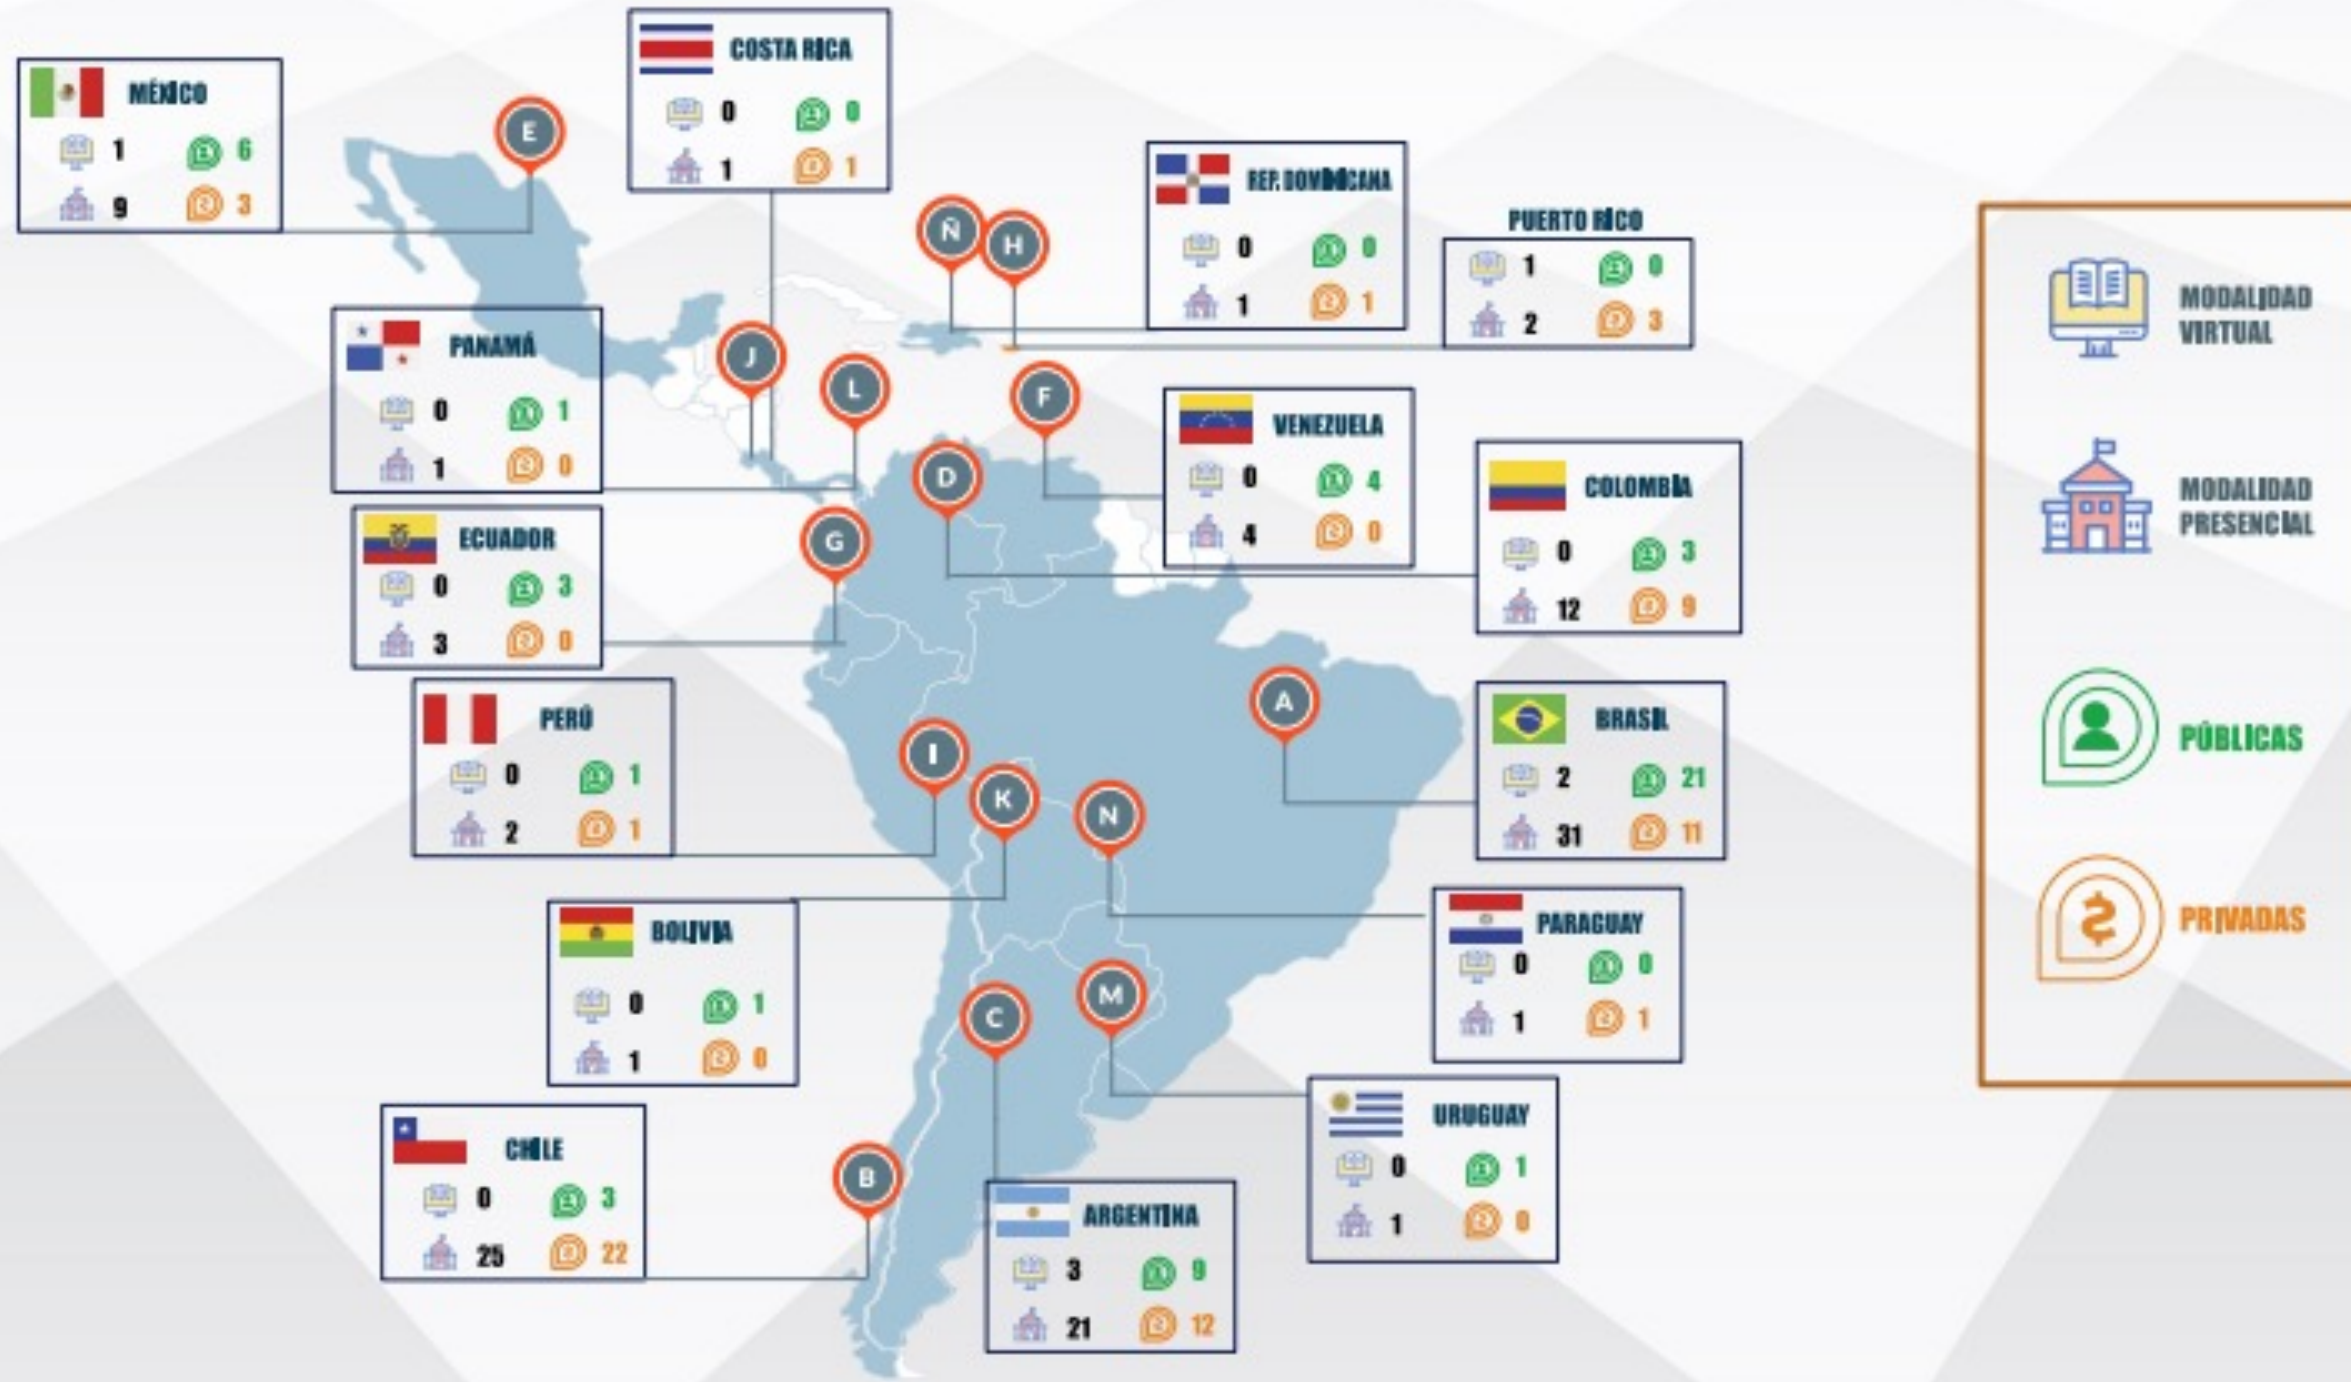 MÉXICO
1 6
9 3
E
COSTA RICA
0 0
1 1
REP. DOMINICANA
0 0
1 1
Ñ
H
PUERTO RICO
1 0
2 3
PANAMÁ
0 1
1 0
J
L
F
VENEZUELA
0 4
4 0
D
COLOMBIA
0 3
12 9
ECUADOR
0 3
3 0
G
PERÚ
0 1
2 1
I
K
N
A
BRASIL
2 21
31 11
BOLIVIA
0 1
1 0
PARAGUAY
0 0
1 1
C
M
CHILE
0 3
25 22
B
ARGENTINA
3 9
21 12
URUGUAY
0 1
1 0
MODALIDAD
VIRTUAL
MODALIDAD
PRESENCIAL
PÚBLICAS
PRIVADAS